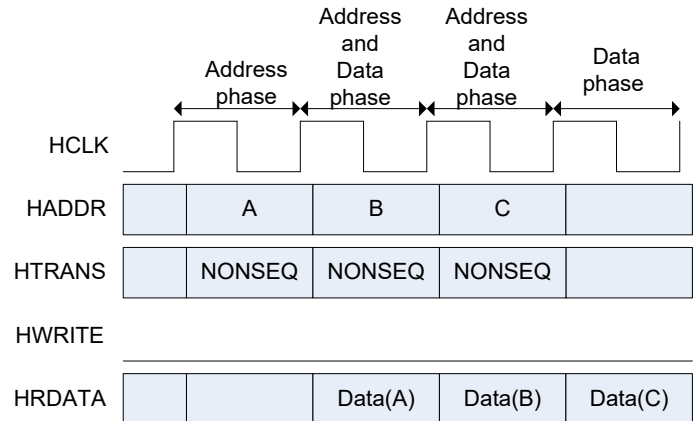 Address
phase
Address
and
Data
phase
Address
and
Data
phase
Data
phase
HCLK
HADDR A B C
HTRANS NONSEQ NONSEQ NONSEQ
HWRITE
HRDATA Data(A) Data(B) Data(C)